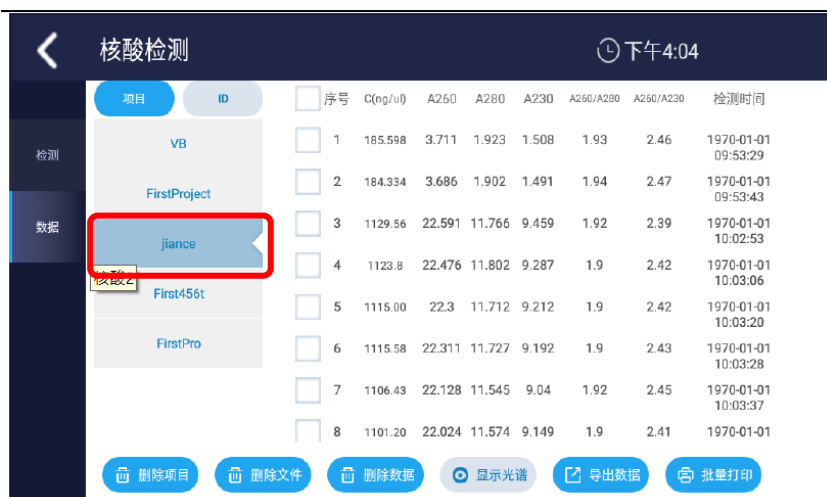 核酸检测 下午4:04
项目 ID 序号 C(ng/ul) A260 A280 A230 A260/A280 A260/A230 检测时间
检测
数据
VB
FirstProject
jiance
核酸2
First456t
FirstPro
1 185.598 3.711 1.923 1.508 1.93 2.46 1970-01-01
09:53:29
2 184.334 3.686 1.902 1.491 1.94 2.47 1970-01-01
09:53:43
3 1129.56 22.591 11.766 9.459 1.92 2.39 1970-01-01
10:02:53
4 1123.8 22.476 11.802 9.287 1.9 2.42 1970-01-01
10:03:06
5 1115.00 22.3 11.712 9.212 1.9 2.42 1970-01-01
10:03:20
6 1115.58 22.311 11.727 9.192 1.9 2.43 1970-01-01
10:03:28
7 1106.43 22.128 11.545 9.04 1.92 2.45 1970-01-01
10:03:37
8 1101.20 22.024 11.574 9.149 1.9 2.41 1970-01-01
删除项目 删除文件 删除数据 显示光谱 导出数据 批量打印